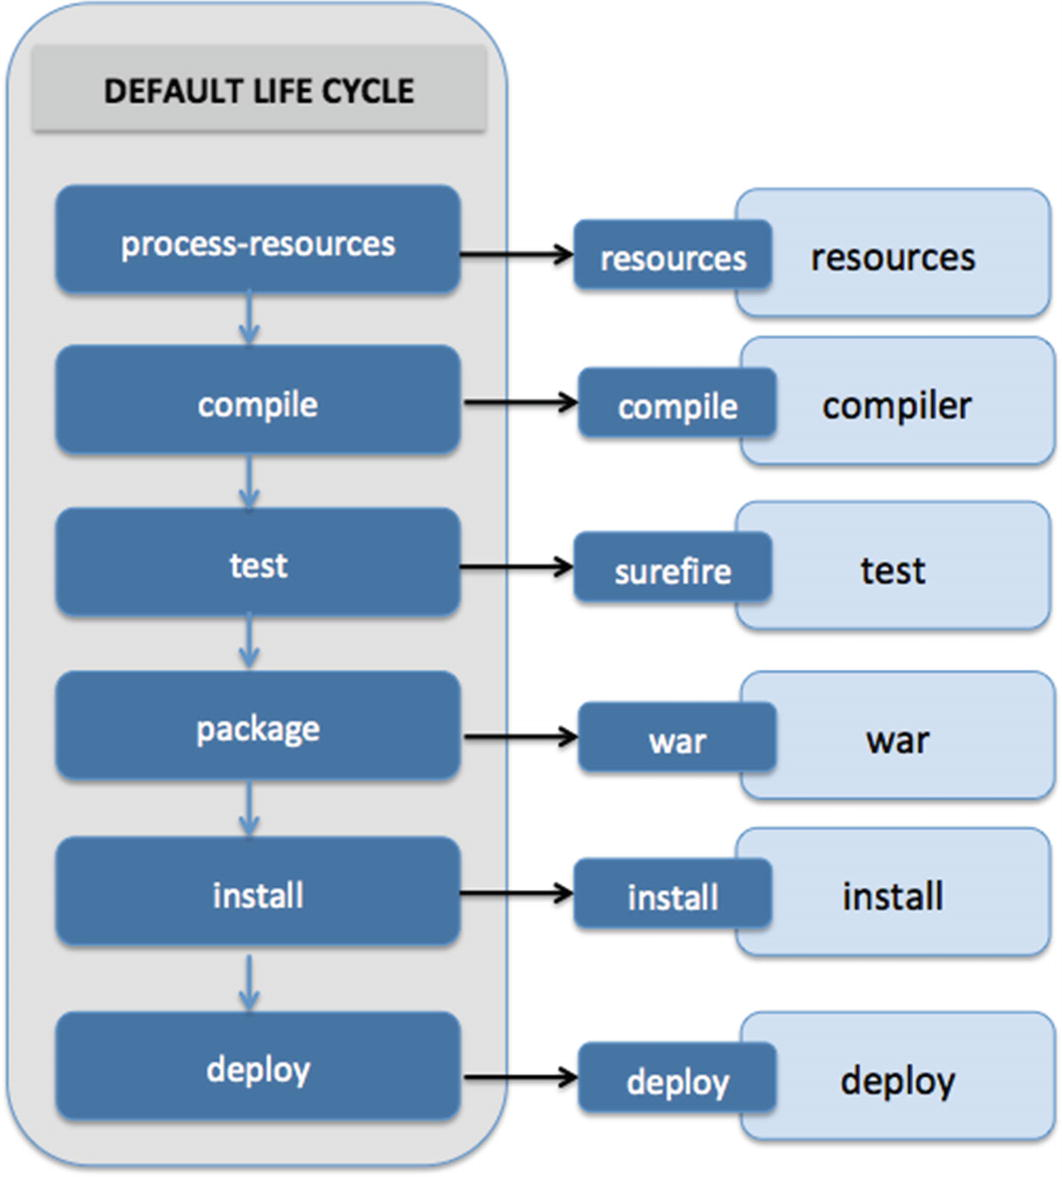 DEFAULT LIFE CYCLE
process-resources
resources
resources
compile
compile
compiler
test
surefire
test
package
war
war
install
install
install
deploy
deploy
deploy